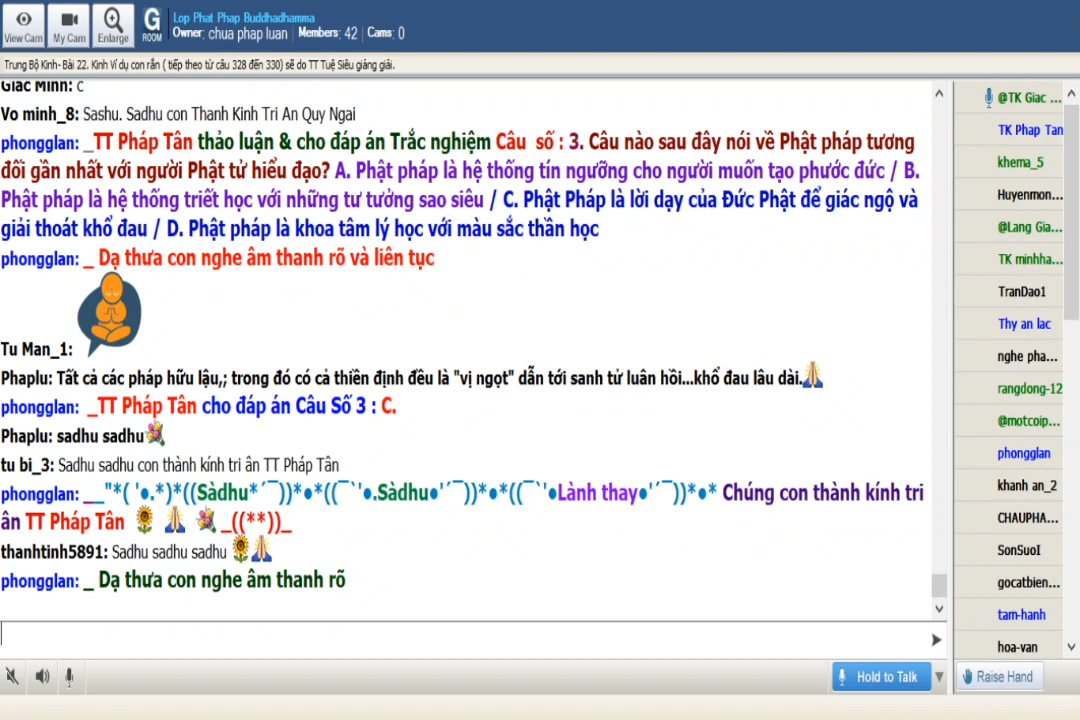 View Cam
My Cam
Enlarge
G
ROOM
Lop Phat Phap Buddhadhamma
Owner: chua phap luan | Members: 42 | Cams: 0
Trung Bộ Kinh- Bài 22. Kinh Ví dụ con rắn ( tiếp theo từ câu 328 đến 330) sẽ do TT Tuệ Siêu giảng giải.
Giac Minh: c
Vo minh_8: Sashu. Sadhu con Thanh Kinh Tri An Quy Ngai
phongglan: _TT Pháp Tân thảo luận & cho đáp án Trắc nghiệm Câu số : 3. Câu nào sau đây nói về Phật pháp tương
đối gần nhất với người Phật tử hiểu đạo? A. Phật pháp là hệ thống tín ngưỡng cho người muốn tạo phước đức / B.
Phật pháp là hệ thống triết học với những tư tưởng sao siêu / C. Phật Pháp là lời dạy của Đức Phật để giác ngộ và
giải thoát khổ đau / D. Phật pháp là khoa tâm lý học với màu sắc thần học
phongglan: _ Dạ thưa con nghe âm thanh rõ và liên tục
Tu Man_1:
Phaplu: Tất cả các pháp hữu lậu,; trong đó có cả thiền định đều là "vị ngọt" dẫn tới sanh tử luân hồi...khổ đau lâu dài.
phongglan: _TT Pháp Tân cho đáp án Câu Số 3 : C.
Phaplu: sadhu sadhu
tu bi_3: Sadhu sadhu con thành kính tri ân TT Pháp Tân
phongglan: __"*( '●.*)*((Sàdhu*´¯))*●*((¯`'●.Sàdhu●'´¯))*●*((¯`'●Lành thay●'´¯))*●* Chúng con thành kính tri
ân TT Pháp Tân _((**))_
thanhtinh5891: Sadhu sadhu sadhu
phongglan: _ Dạ thưa con nghe âm thanh rõ
@TK Giac ...
TK Phap Tan
khema_5
Huyenmon...
@Lang Gia...
TK minhha...
TranDao1
Thy an lac
nghe pha...
rangdong-12
@motcoip...
phongglan
khanh an_2
CHAUPHA...
SonSuoI
gocatbien...
tam-hanh
hoa-van
Hold to Talk
Raise Hand